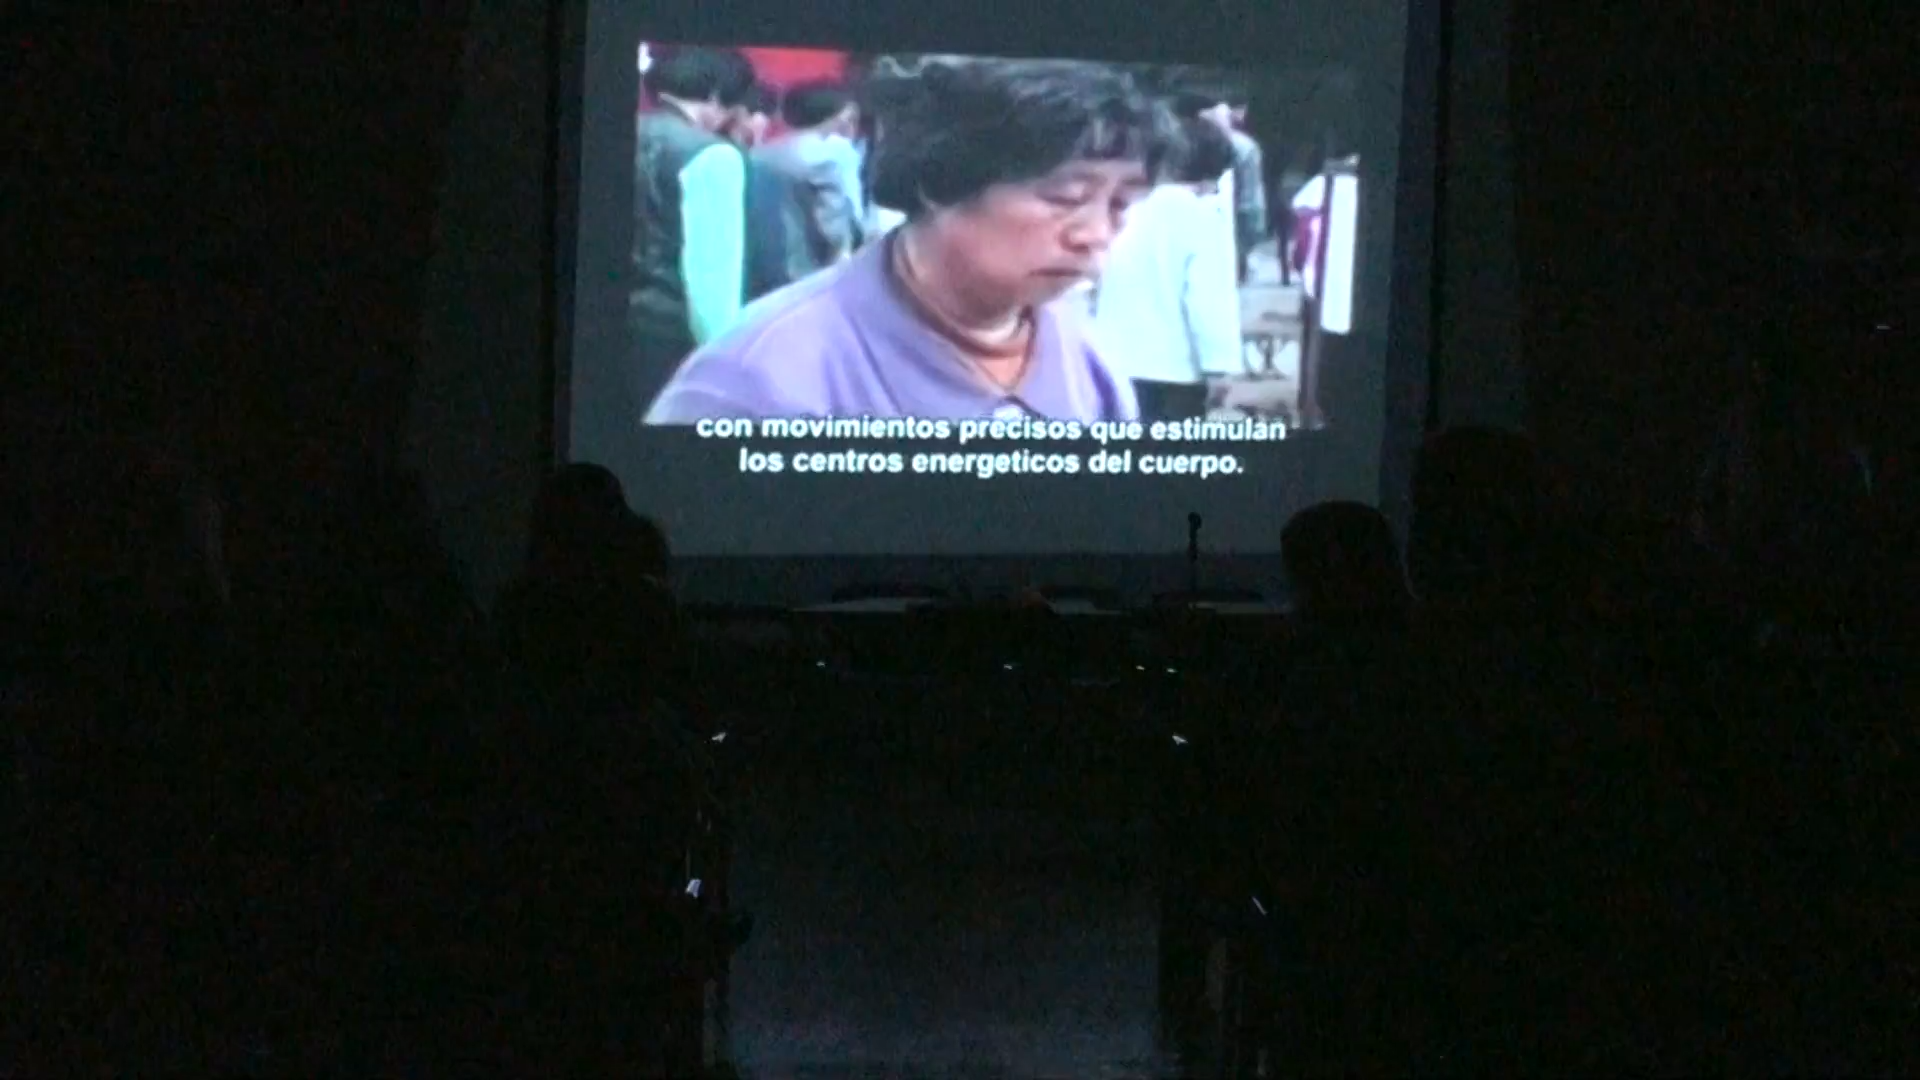 con movimientos precisos que estimulan
los centros energeticos del cuerpo.